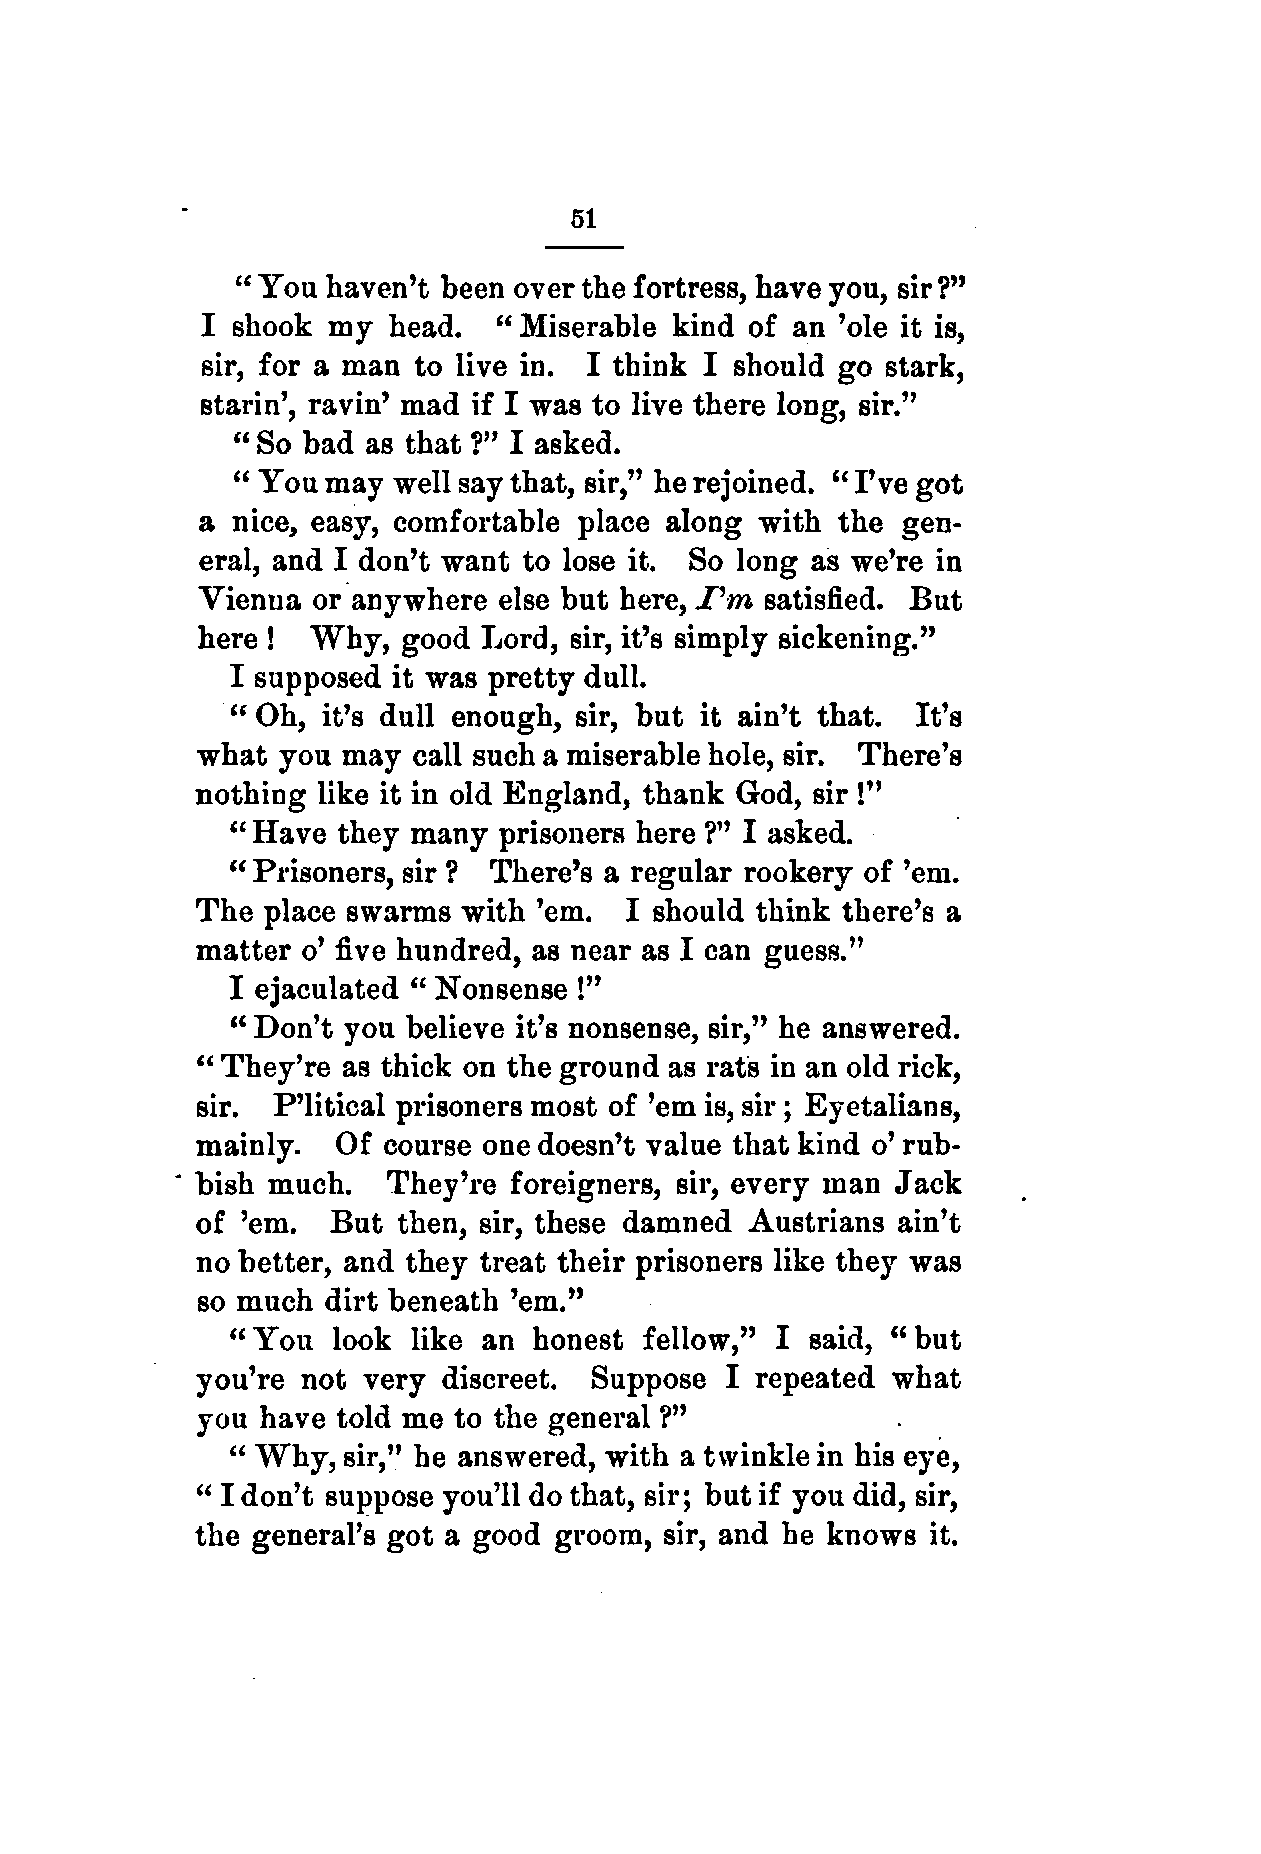 51
“You haven't been over the fortress, have you, sir?”
I shook my head. “Miserable kind of an 'ole it is,
sir, for a man to live in. I think I should go stark,
starin', ravin' mad if I was to live there long, sir.”
“So bad as that?” I asked.
“You may well say that, sir,” he rejoined. “I've got
a nice, easy, comfortable place along with the gen-
eral, and I don't want to lose it. So long as we're in
Vienna or anywhere else but here, I'm satisfied. But
here! Why, good Lord, sir, it's simply sickening.”
I supposed it was pretty dull.
“Oh, it's dull enough, sir, but it ain't that. It's
what you may call such a miserable hole, sir. There's
nothing like it in old England, thank God, sir!”
“Have they many prisoners here?” I asked.
“Prisoners, sir? There's a regular rookery of 'em.
The place swarms with 'em. I should think there's a
matter o' five hundred, as near as I can guess.”
I ejaculated “Nonsense!”
“Don't you believe it's nonsense, sir,” he answered.
“They're as thick on the ground as rats in an old rick,
sir. P'litical prisoners most of 'em is, sir; Eyetalians,
mainly. Of course one doesn't value that kind o' rub-
bish much. They're foreigners, sir, every man Jack
of 'em. But then, sir, these damned Austrians ain't
no better, and they treat their prisoners like they was
so much dirt beneath 'em.”
“You look like an honest fellow,” I said, “but
you're not very discreet. Suppose I repeated what
you have told me to the general?”
“Why, sir,” he answered, with a twinkle in his eye,
“I don't suppose you'll do that, sir; but if you did, sir,
the general's got a good groom, sir, and he knows it.